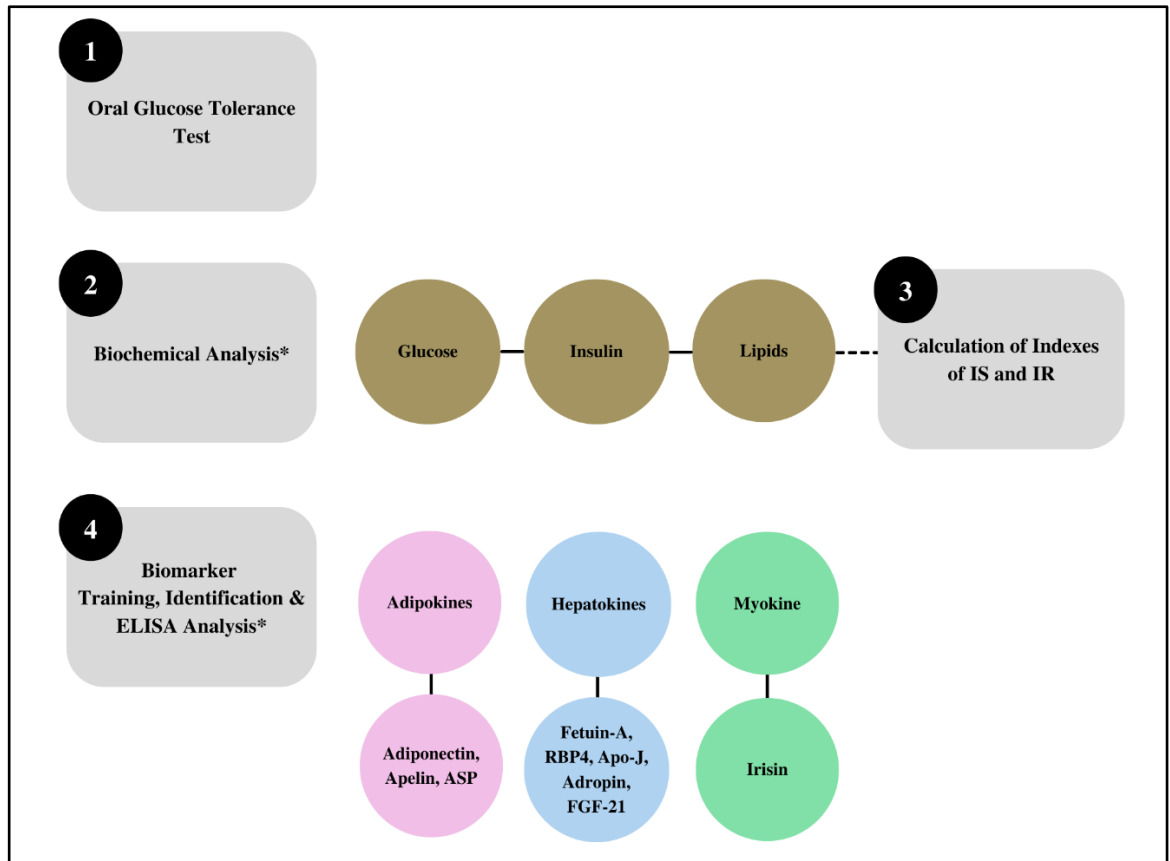 1
Oral Glucose Tolerance
Test
2
Biochemical Analysis*
Glucose
Insulin
Lipids
3
Calculation of Indexes
of IS and IR
4
Biomarker
Training, Identification &
ELISA Analysis*
Adipokines
Hepatokines
Myokine
Adiponectin,
Apelin, ASP
Fetuin-A,
RBP4, Apo-J,
Adropin,
FGF-21
Irisin